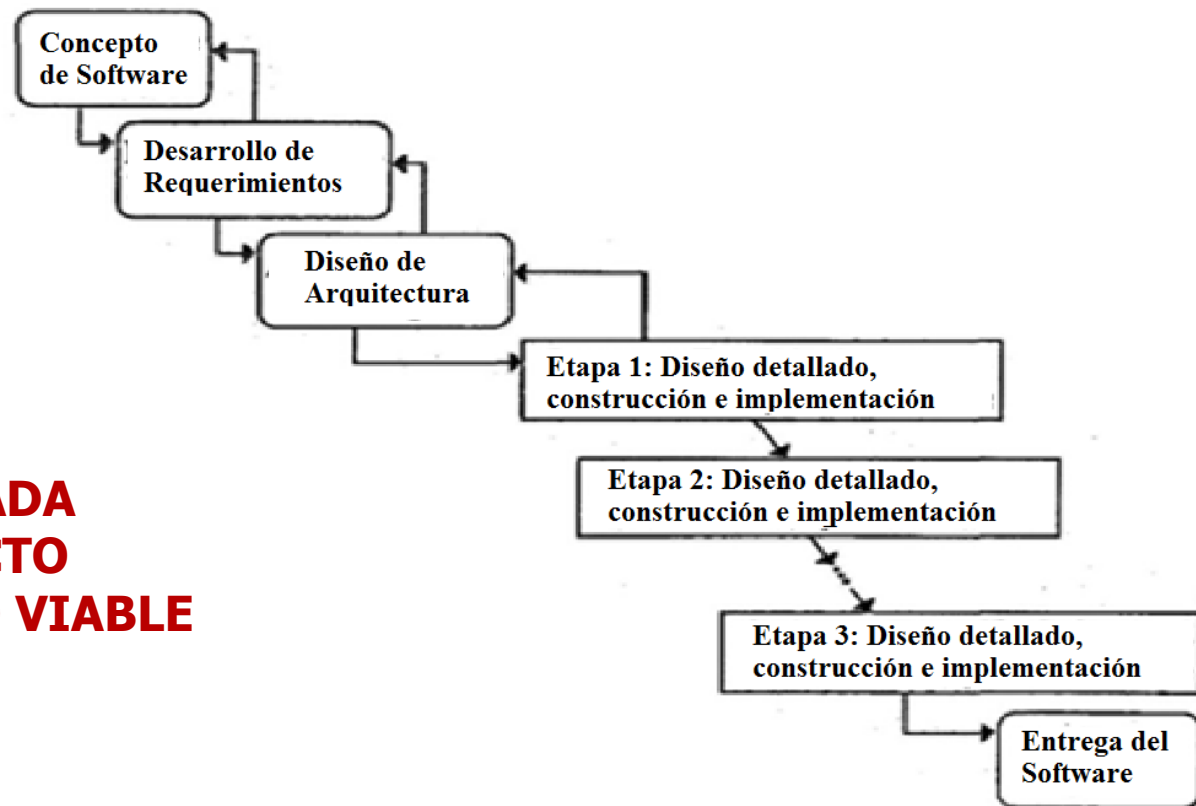 Concepto
de Software
Desarrollo de
Requerimientos
Diseño de
Arquitectura
Etapa 1: Diseño detallado,
construcción e implementación
Etapa 2: Diseño detallado,
construcción e implementación
ADA
CTO
VIABLE
Etapa 3: Diseño detallado,
construcción e implementación
Entrega del
Software